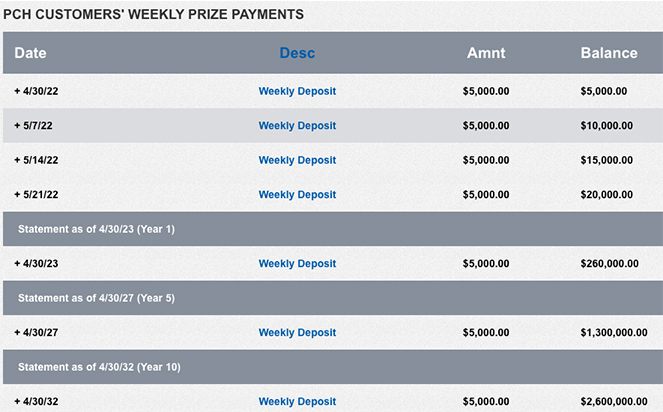 PCH CUSTOMERS' WEEKLY PRIZE PAYMENTS
Date Desc Amnt Balance
+ 4/30/22 Weekly Deposit $5,000.00 $5,000.00
+ 5/7/22 Weekly Deposit $5,000.00 $10,000.00
+ 5/14/22 Weekly Deposit $5,000.00 $15,000.00
+ 5/21/22 Weekly Deposit $5,000.00 $20,000.00
Statement as of 4/30/23 (Year 1)
+ 4/30/23 Weekly Deposit $5,000.00 $260,000.00
Statement as of 4/30/27 (Year 5)
+ 4/30/27 Weekly Deposit $5,000.00 $1,300,000.00
Statement as of 4/30/32 (Year 10)
+ 4/30/32 Weekly Deposit $5,000.00 $2,600,000.00